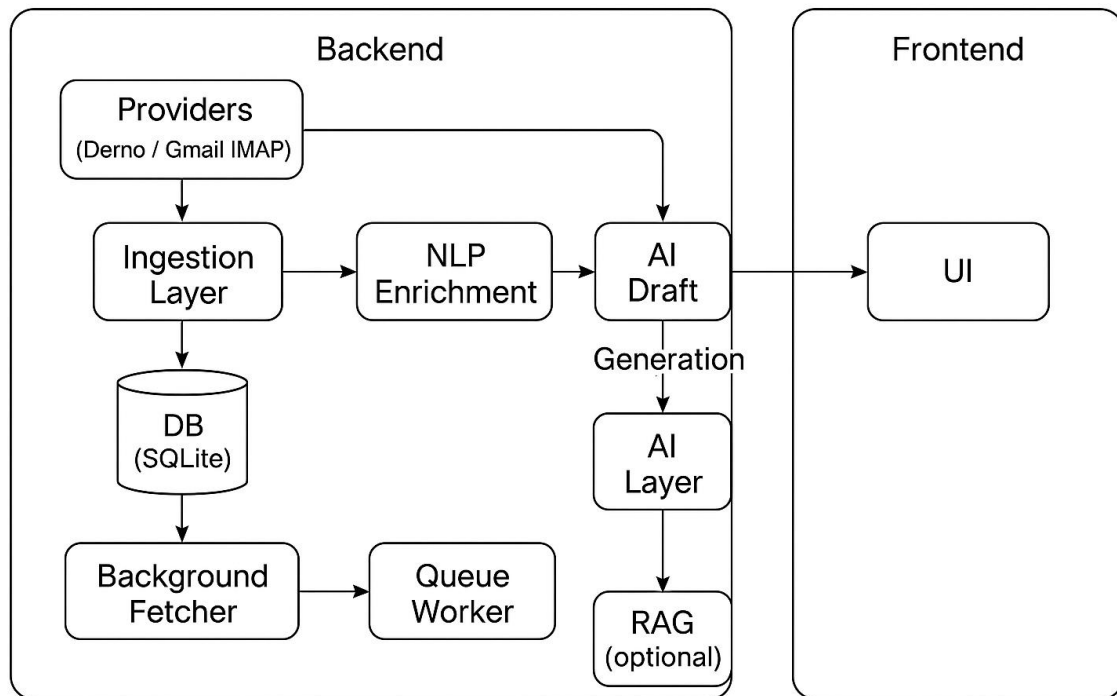 Backend
Frontend
Providers
(Derno / Gmail IMAP)
Ingestion
Layer
NLP
Enrichment
AI
Draft
UI
Generation
DB
(SQLite)
AI
Layer
Background
Fetcher
Queue
Worker
RAG
(optional)